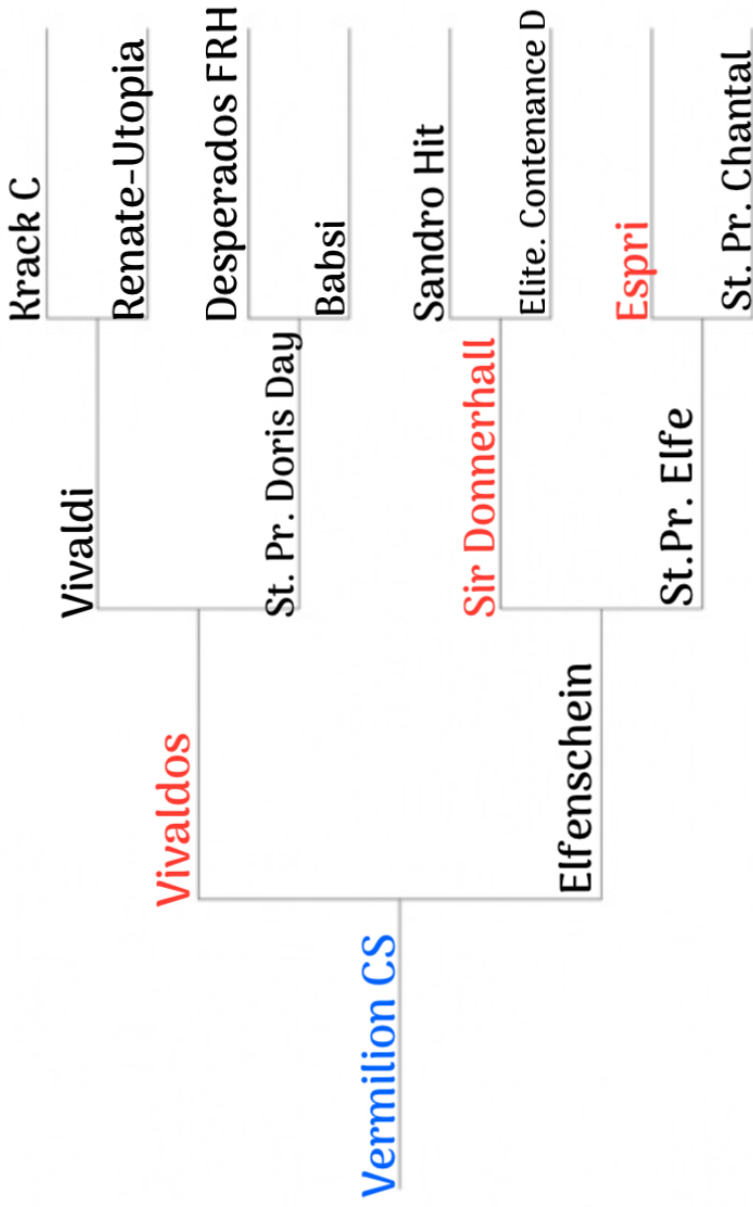 Krack C
Vivaldi
Renate-Utopia
Vivaldos
Desperados FRH
St. Pr. Doris Day
Babsi
Vermilion CS
Sandro Hit
Sir Donnerhall
Elite. Contenance D
Elfenschein
Espri
St.Pr. Elfe
St. Pr. Chantal